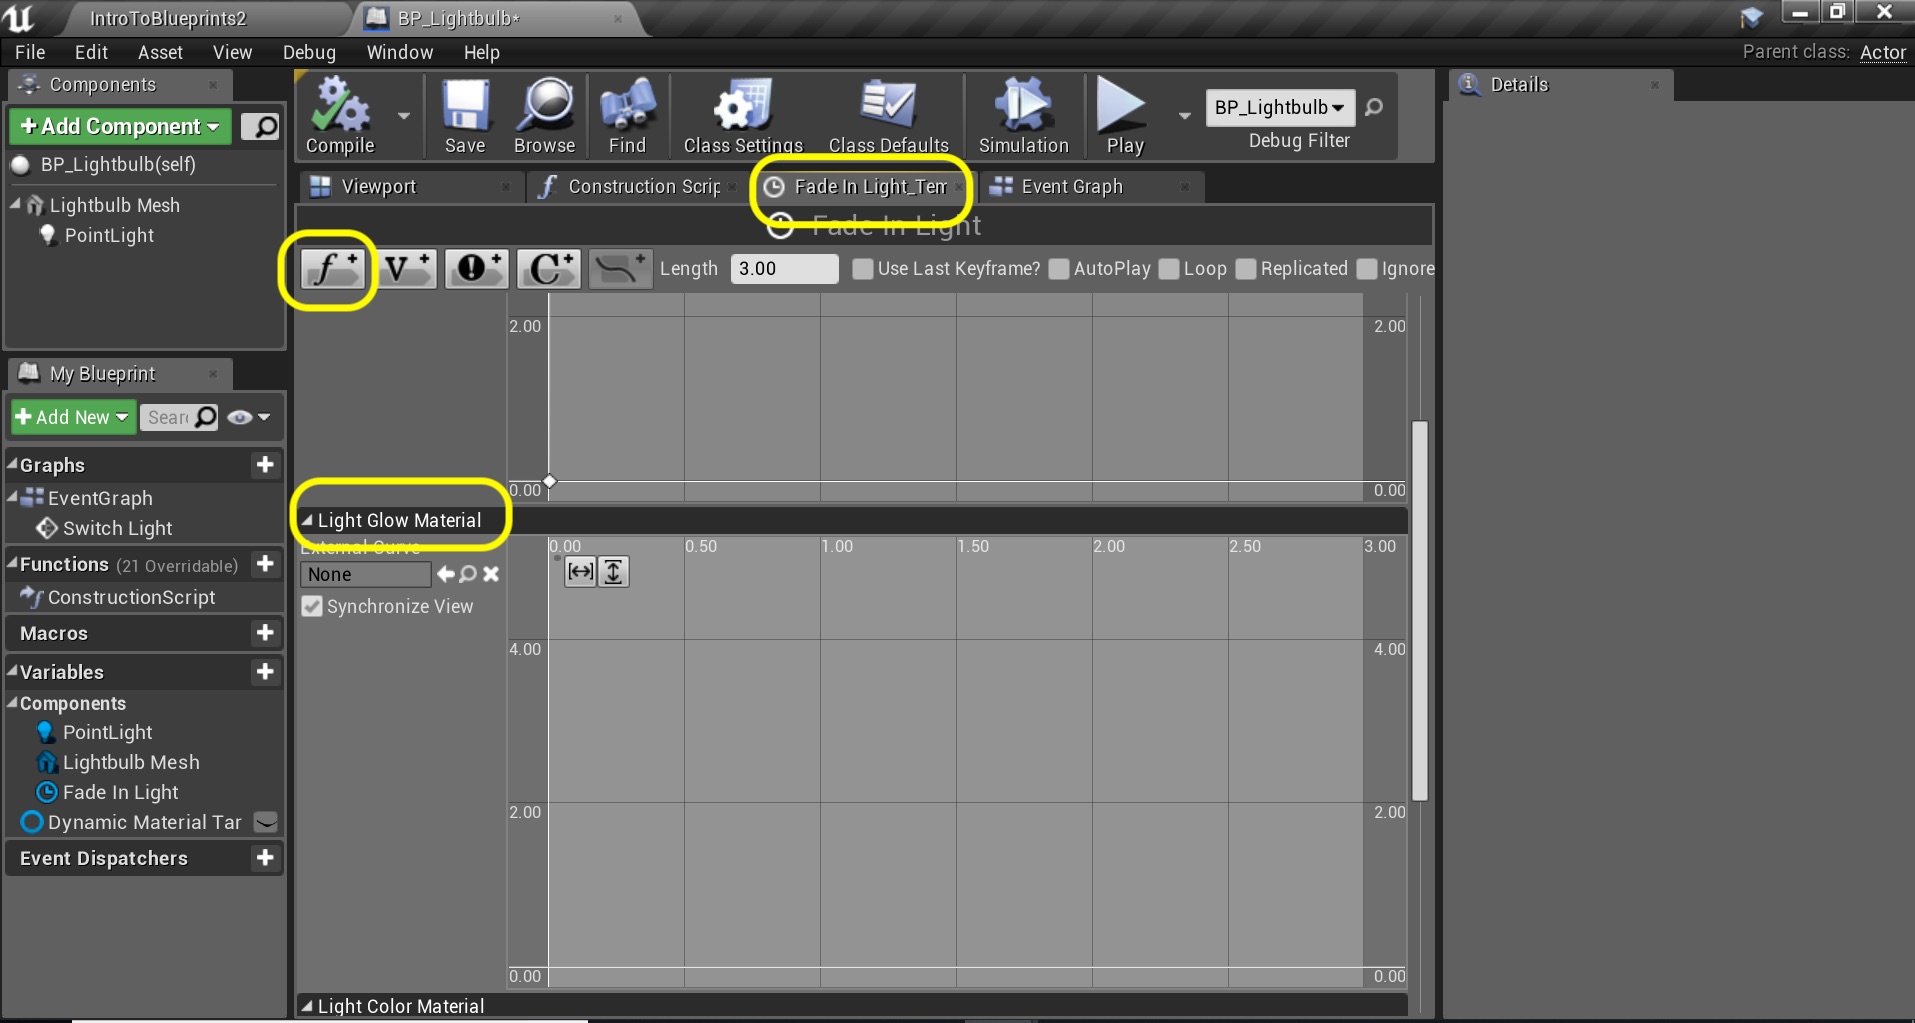 IntroToBlueprints2
BP_Lightbulb*
File Edit Asset View Debug Window Help
Parent class: Actor
Components
Add Component
BP_Lightbulb(self)
Lightbulb Mesh
PointLight
Compile
Save
Browse
Find
Class Settings
Class Defaults
Simulation
Play
BP_Lightbulb
Debug Filter
Details
Viewport
Construction Scrip
Fade In Light_Tem
Event Graph
Fade In Light
f V C
Length 3.00 Use Last Keyframe? AutoPlay Loop Replicated Ignore
2.00 2.00
0.00 0.00
Light Glow Material
External Curve
None
Synchronize View
0.00 0.50 1.00 1.50 2.00 2.50 3.00
4.00 4.00
2.00 2.00
0.00 0.00
Light Color Material
My Blueprint
Add New
Sear
Graphs
EventGraph
Switch Light
Functions (21 Overridable)
ConstructionScript
Macros
Variables
Components
PointLight
Lightbulb Mesh
Fade In Light
Dynamic Material Tar
Event Dispatchers